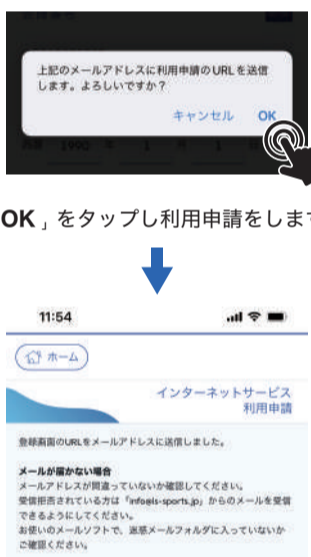 上記のメールアドレスに利用申請のURLを送信
します。よろしいですか？
キャンセル OK
西暦 1990 年 1 月 1
OK」をタップし利用申請をします
11:54
ホーム
インターネットサービス
利用申請
登録画面のURLをメールアドレスに送信しました。
メールが届かない場合
メールアドレスが間違っていないか確認してください。
受信拒否されている方は「info@ls-sports.jp」からのメールを受信
できるようにしてください。
お使いのメールソフトで、迷惑メールフォルダに入っていないか
ご確認ください。